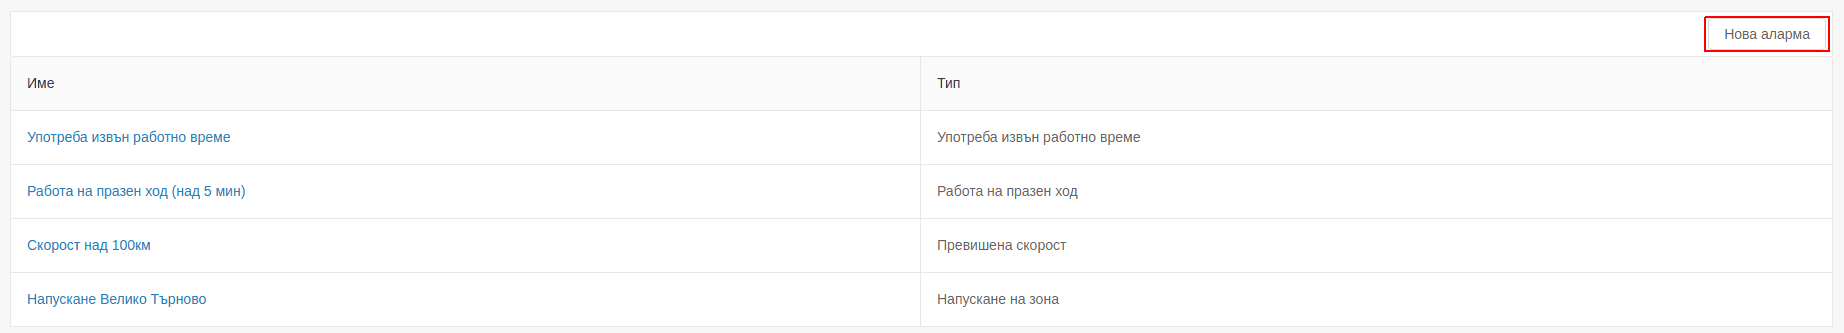 Нова аларма
Име Тип
Употреба извън работно време Употреба извън работно време
Работа на празен ход (над 5 мин) Работа на празен ход
Скорост над 100км Превишена скорост
Напускане Велико Търново Напускане на зона